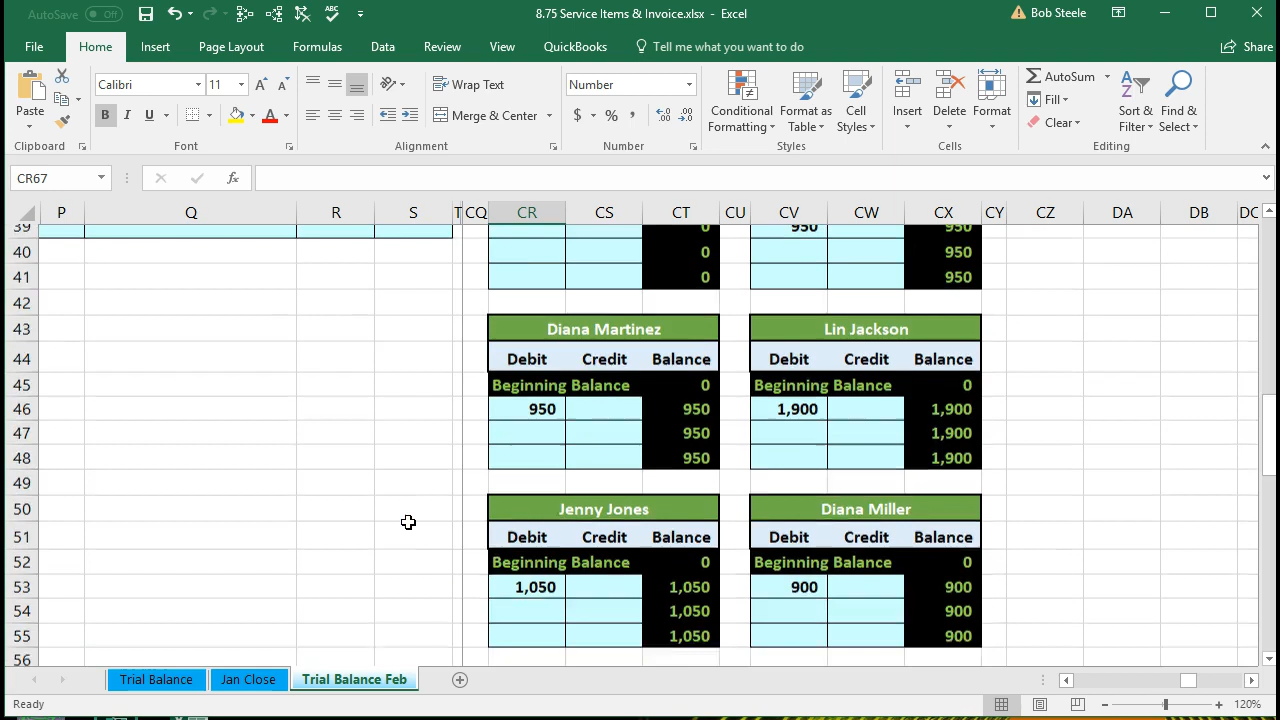 AutoSave Off 8.75 Service Items & Invoice.xlsx – Excel Bob Steele
File Home Insert Page Layout Formulas Data Review View QuickBooks Tell me what you want to do Share
Paste Calibri 11 Wrap Text Number Conditional Formatting Format as Table Cell Styles Insert Delete Format AutoSum Sort & Filter Find & Select
B I U Merge & Center $ % , Fill
Clear
Clipboard Font Alignment Number Styles Cells Editing
CR67 fx
P Q R S T CQ CR CS CT CU CV CW CX CY CZ DA DB DC
39 0 950 950
40 0 950
41 0 950
42
43 Diana Martinez Lin Jackson
44 Debit Credit Balance Debit Credit Balance
45 Beginning Balance 0 Beginning Balance 0
46 950 950 1,900 1,900
47 950 1,900
48 950 1,900
49
50 Jenny Jones Diana Miller
51 Debit Credit Balance Debit Credit Balance
52 Beginning Balance 0 Beginning Balance 0
53 1,050 1,050 900 900
54 1,050 900
55 1,050 900
56
Trial Balance Jan Close Trial Balance Feb
Ready 120%